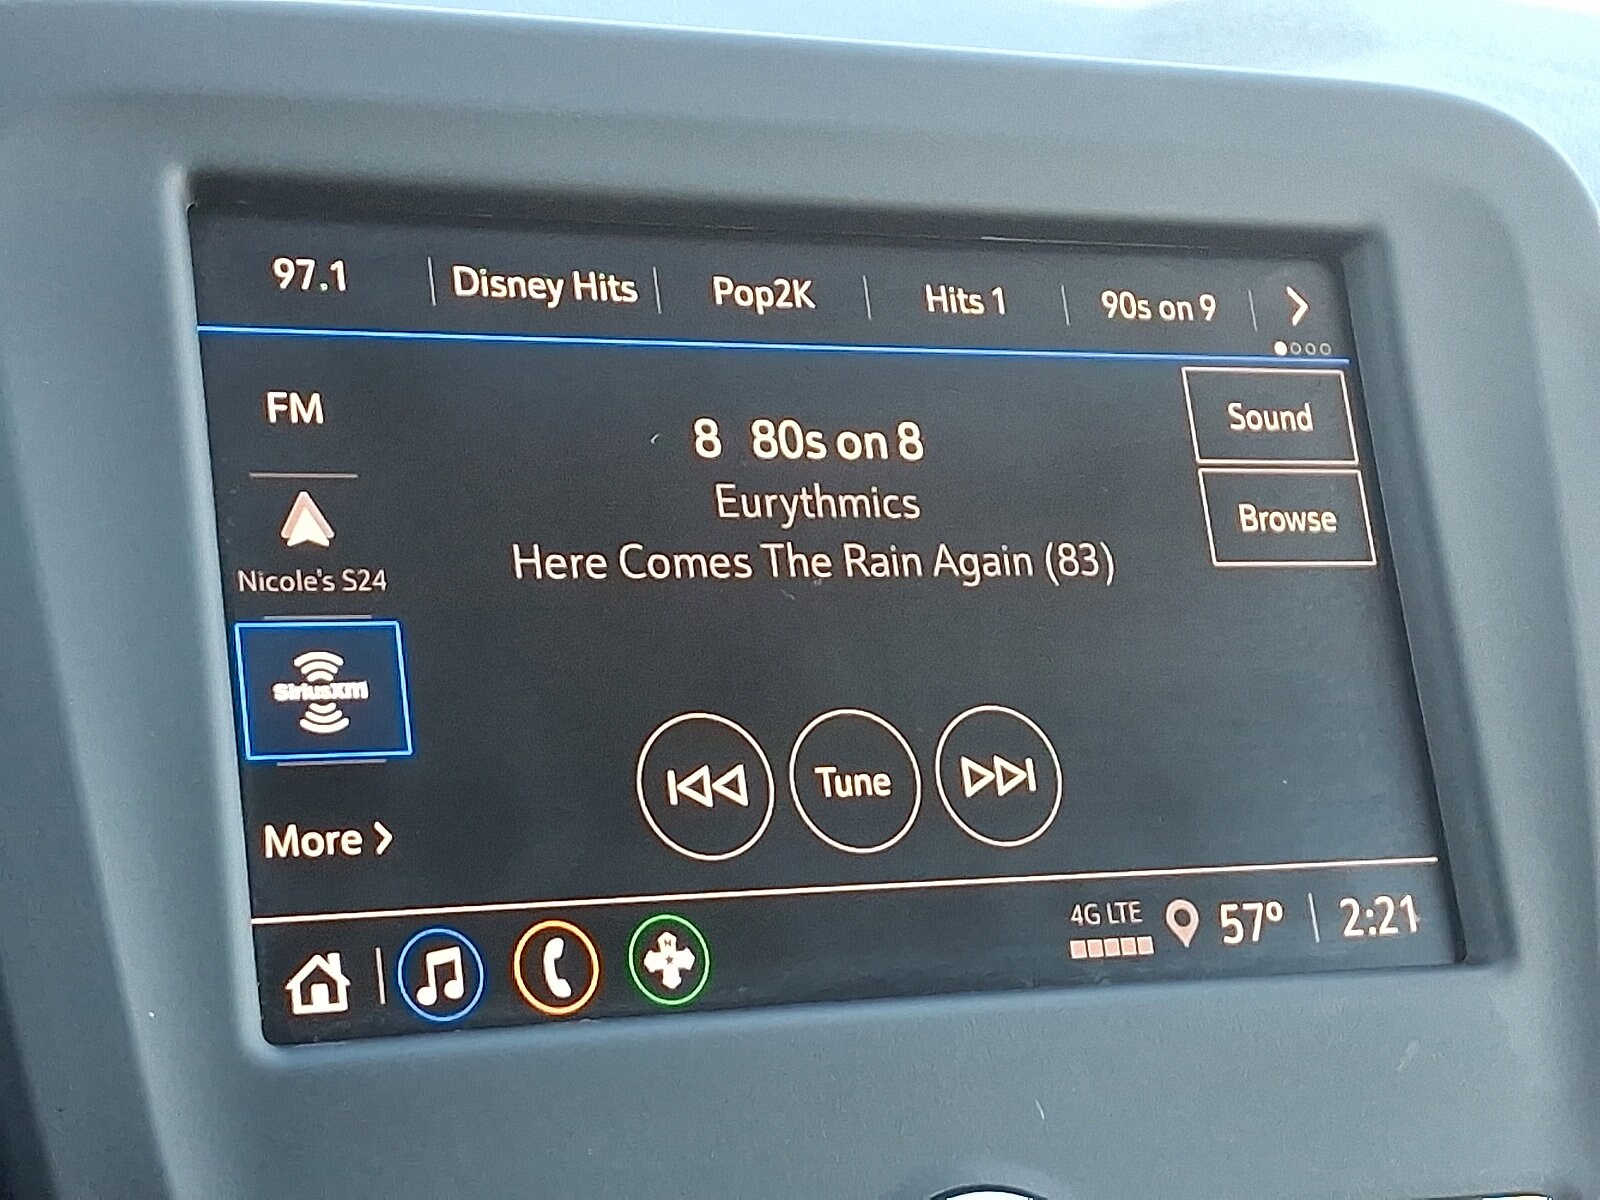 97.1
Disney Hits
Pop2K
Hits 1
90s on 9
FM
8 80s on 8
Sound
Eurythmics
Browse
Here Comes The Rain Again (83)
Nicole's S24
SiriusXM
Tune
More
4G LTE
57°
2:21